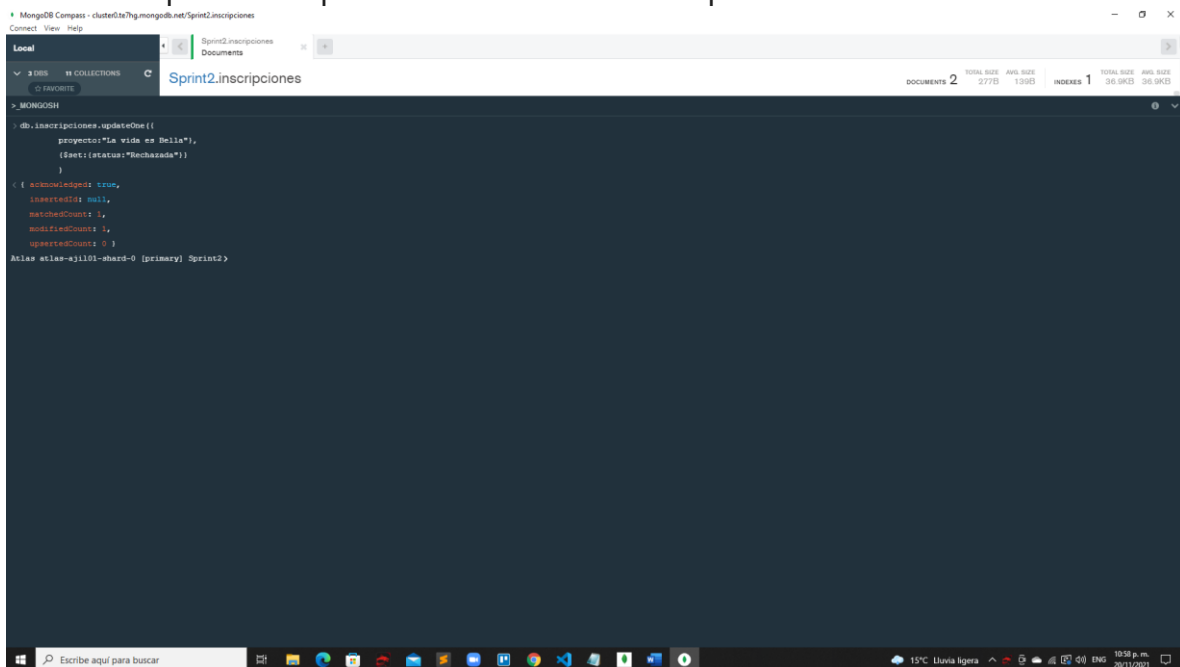 MongoDB Compass - cluster0.te7hg.mongodb.net/Sprint2.inscripciones
Connect View Help
Local
Sprint2.inscripciones
Documents
3 DBS 11 COLLECTIONS
FAVORITE
Sprint2.inscripciones
DOCUMENTS 2 TOTAL SIZE 277B AVG. SIZE 139B INDEXES 1 TOTAL SIZE 36.9KB AVG. SIZE 36.9KB
>_MONGOSH
> db.inscripciones.updateOne({
proyecto:"La vida es Bella"},
{$set:{status:"Rechazada"}}
)
< { acknowledged: true,
insertedId: null,
matchedCount: 1,
modifiedCount: 1,
upsertedCount: 0 }
Atlas atlas-ajil01-shard-0 [primary] Sprint2>
Escribe aquí para buscar
15°C Lluvia ligera
ENG
10:58 p. m.
20/11/2021